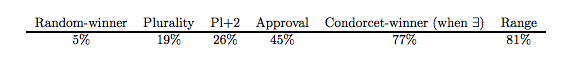 Random-winner Plurality Pl+2 Approval Condorcet-winner (when ∃) Range
5% 19% 26% 45% 77% 81%